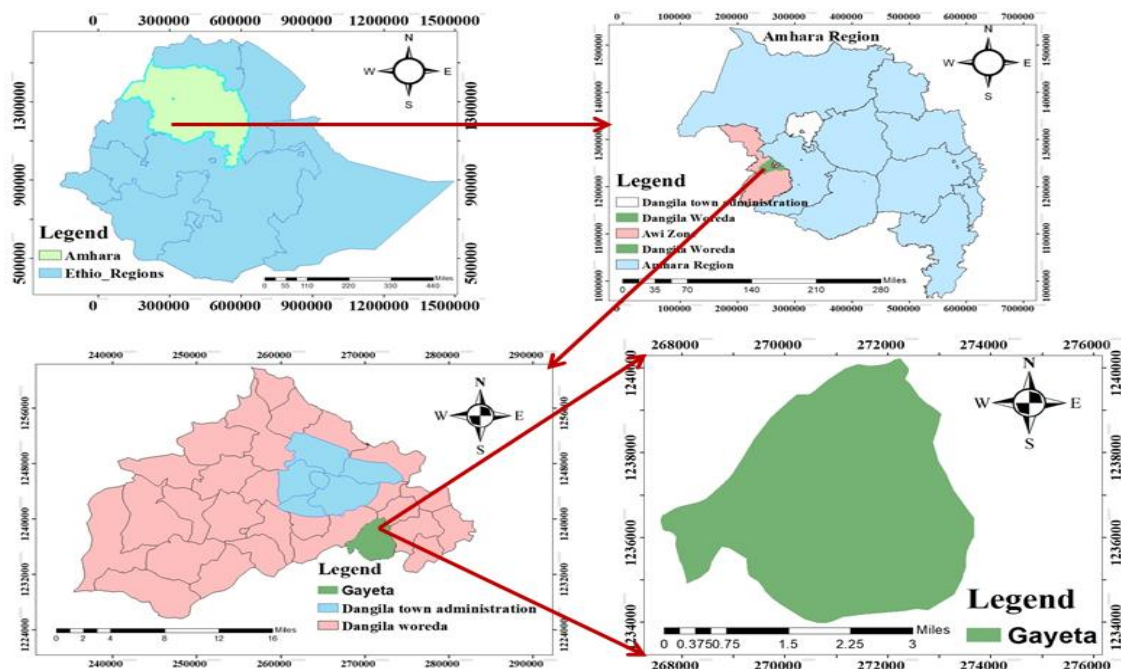 0 300000 600000 900000 1200000 1500000
N
W E
S
1300000 1300000
900000 900000
500000 500000
Legend
Amhara
Ethio_Regions
Miles
0 55 110 220 330 440
0 300000 600000 900000 1200000 1500000
100000 200000 300000 400000 500000 600000 700000
Amhara Region
N
W E
S
1500000 1500000
1400000 1400000
1300000 1300000
1200000 1200000
1100000 1100000
1000000 1000000
Legend
Dangila town administration
Dangila Woreda
Awi Zone
Dangila Woreda
Amhara Region
Miles
0 35 70 140 210 280
100000 200000 300000 400000 500000 600000 700000
240000 250000 260000 270000 280000 290000
N
W E
S
1256000 1256000
1248000 1248000
1240000 1240000
1232000 1232000
1224000 1224000
Legend
Gayeta
Dangila town administration
Dangila woreda
Miles
0 2 4 8 12 16
240000 250000 260000 270000 280000 290000
268000 270000 272000 274000 276000
N
W E
S
1240000 1240000
1238000 1238000
1236000 1236000
1234000 1234000
Legend
Gayeta
Miles
0 0.375 0.75 1.5 2.25 3
268000 270000 272000 274000 276000